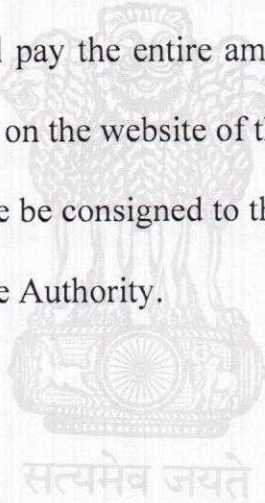 pay the entire am
on the website of t
e be consigned to th
e Authority.
सत्यमेव जयते